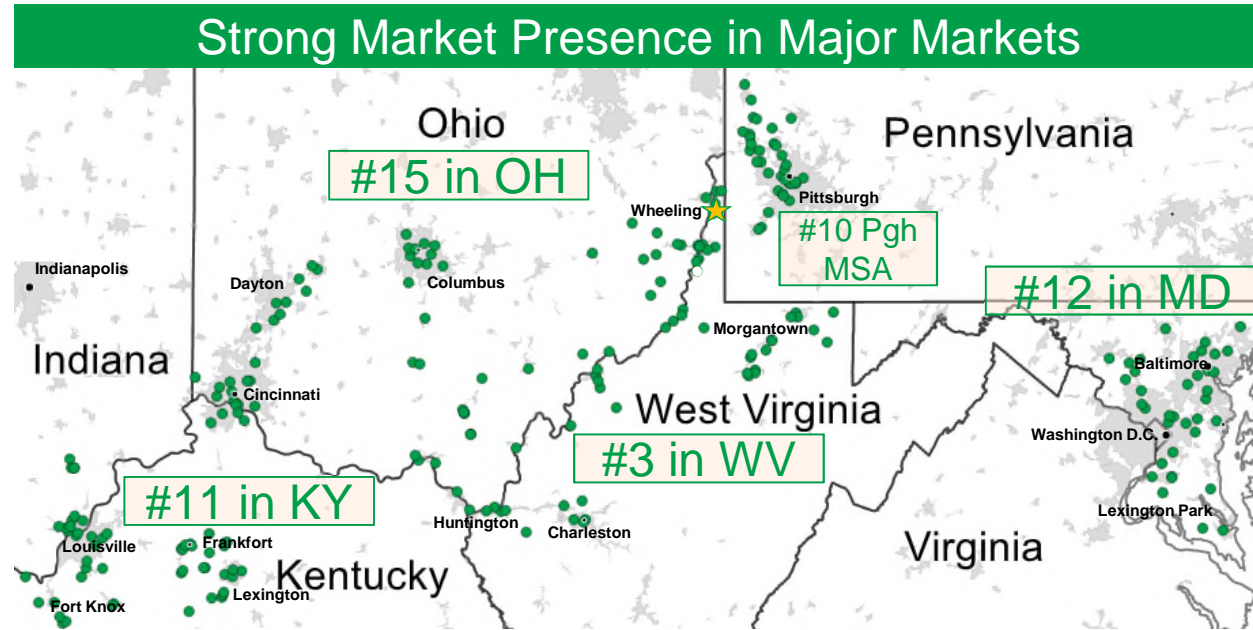 Strong Market Presence in Major Markets
Ohio
Pennsylvania
#15 in OH
Pittsburgh
Wheeling
#10 Pgh
MSA
Indianapolis
Dayton
Columbus
#12 in MD
Morgantown
Indiana
Baltimore
Cincinnati
West Virginia
Washington D.C.
#3 in WV
#11 in KY
Lexington Park
Huntington
Charleston
Louisville
Frankfort
Virginia
Kentucky
Lexington
Fort Knox